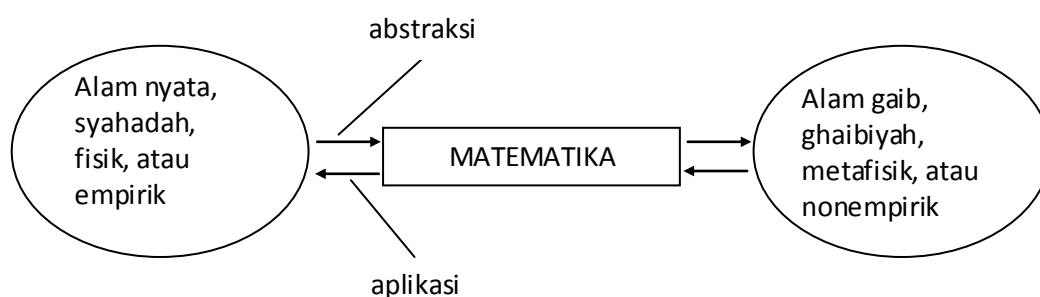 abstraksi
Alam nyata,
syahadah,
fisik, atau
empirik
MATEMATIKA
Alam gaib,
ghaibiyah,
metafisik, atau
nonempirik
aplikasi